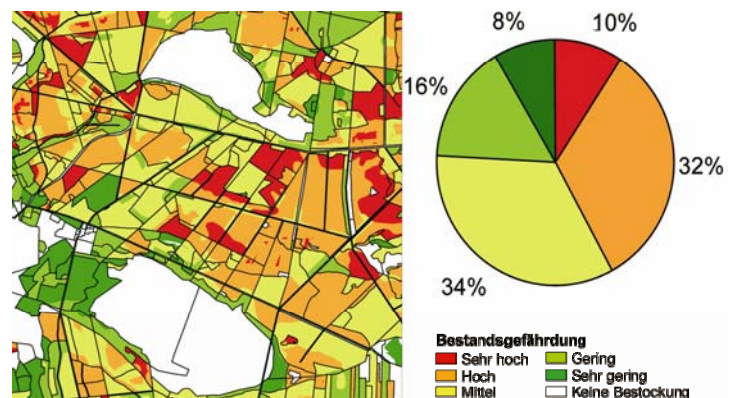 8%
10%
16%
32%
34%
Bestandsgefährdung
Sehr hoch
Gering
Hoch
Sehr gering
Mittel
Keine Bestockung